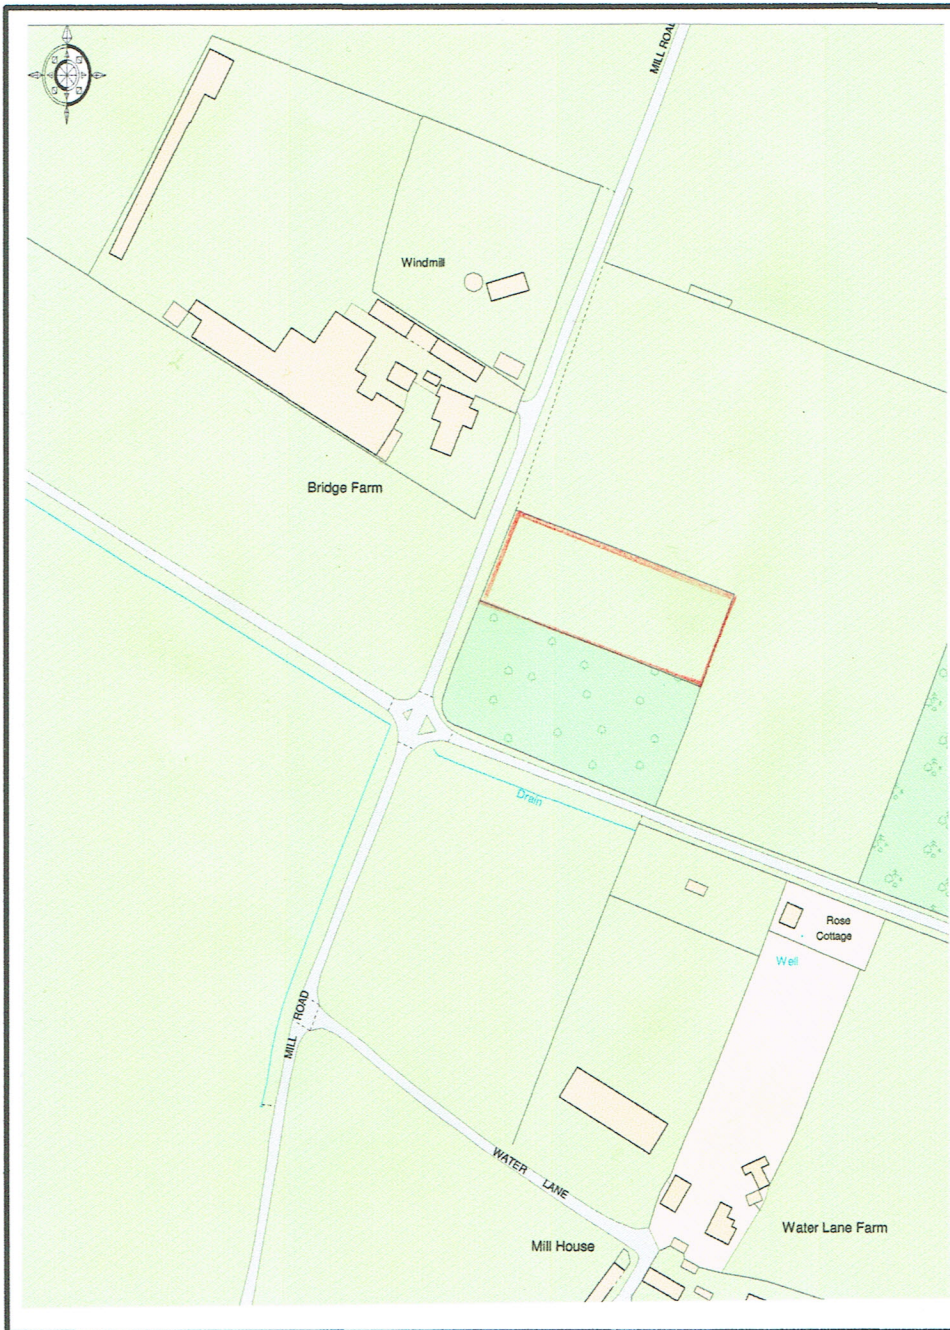 MILL ROAD
Windmill
Bridge Farm
Drain
Rose
Cottage
Well
MILL ROAD
WATER LANE
Water Lane Farm
Mill House